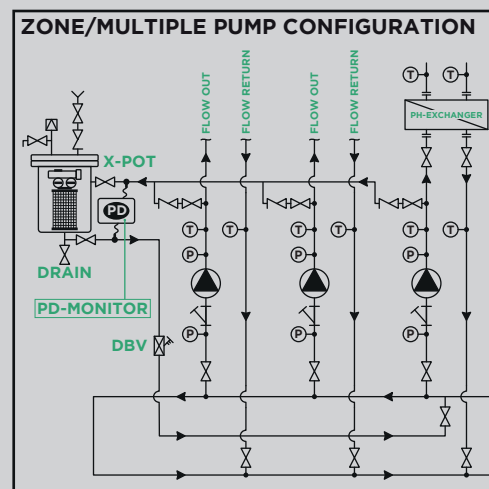 ZONE/MULTIPLE PUMP CONFIGURATION
FLOW OUT
FLOW RETURN
FLOW OUT
FLOW RETURN
T
T
PH-EXCHANGER
X-POT
PD
T
T
T
T
T
T
P
P
P
DRAIN
PD-MONITOR
DBV
P
P
P